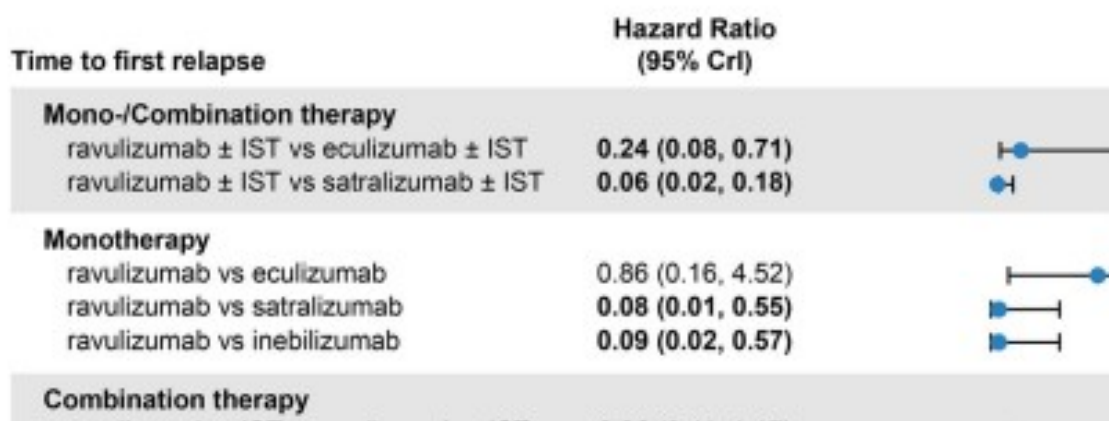 Hazard Ratio
Time to first relapse (95% CrI)
Mono-/Combination therapy
ravulizumab ± IST vs eculizumab ± IST 0.24 (0.08, 0.71)
ravulizumab ± IST vs satralizumab ± IST 0.06 (0.02, 0.18)
Monotherapy
ravulizumab vs eculizumab 0.86 (0.16, 4.52)
ravulizumab vs satralizumab 0.08 (0.01, 0.55)
ravulizumab vs inebilizumab 0.09 (0.02, 0.57)
Combination therapy